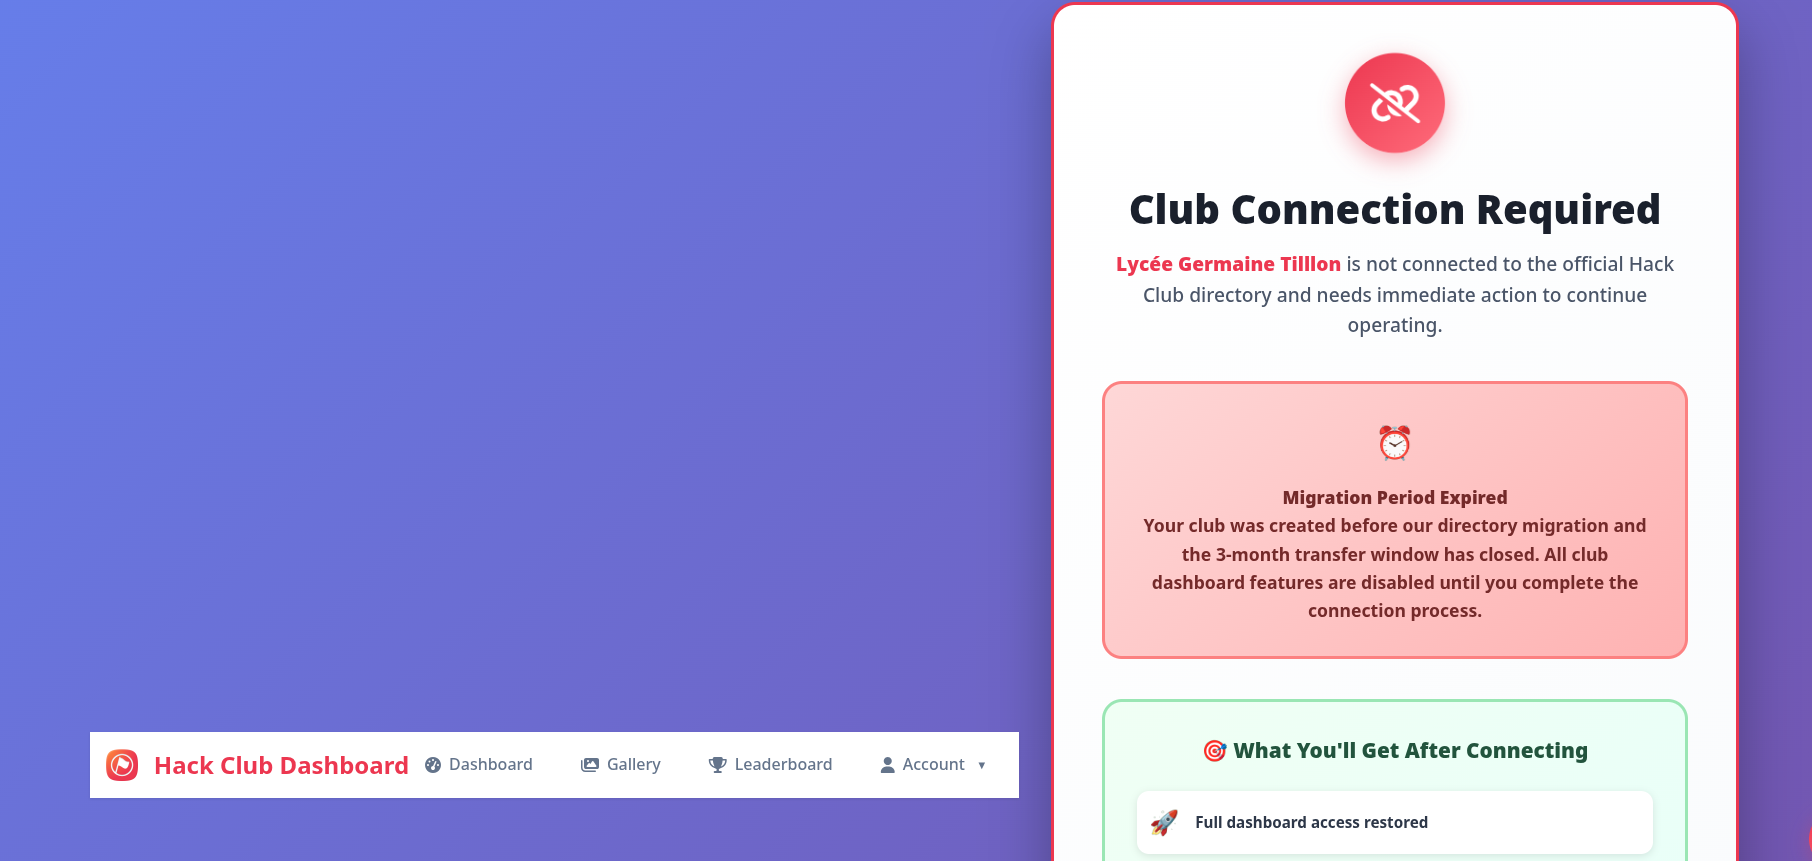 Hack Club Dashboard
Dashboard
Gallery
Leaderboard
Account ▾
Club Connection Required
Lycée Germaine Tilllon is not connected to the official Hack
Club directory and needs immediate action to continue
operating.
⏰
Migration Period Expired
Your club was created before our directory migration and
the 3-month transfer window has closed. All club
dashboard features are disabled until you complete the
connection process.
🎯 What You'll Get After Connecting
🚀 Full dashboard access restored